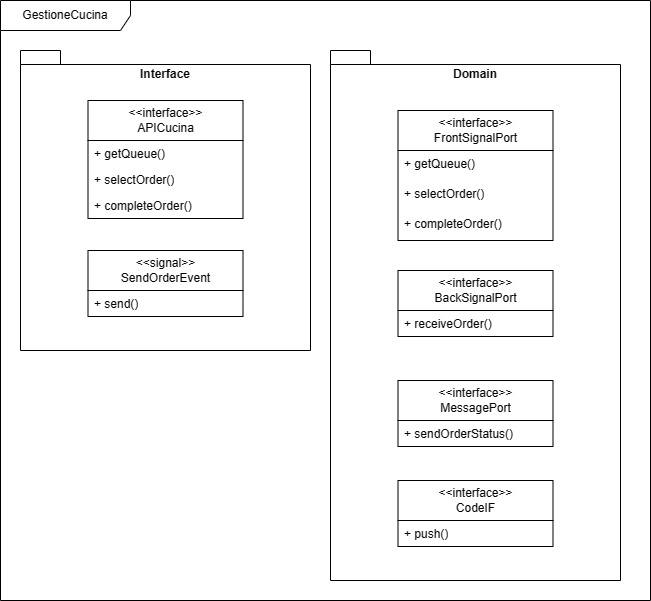 GestioneCucina
Interface
<<interface>>
APICucina
+ getQueue()
+ selectOrder()
+ completeOrder()
<<signal>>
SendOrderEvent
+ send()
Domain
<<interface>>
FrontSignalPort
+ getQueue()
+ selectOrder()
+ completeOrder()
<<interface>>
BackSignalPort
+ receiveOrder()
<<interface>>
MessagePort
+ sendOrderStatus()
<<interface>>
CodeIF
+ push()